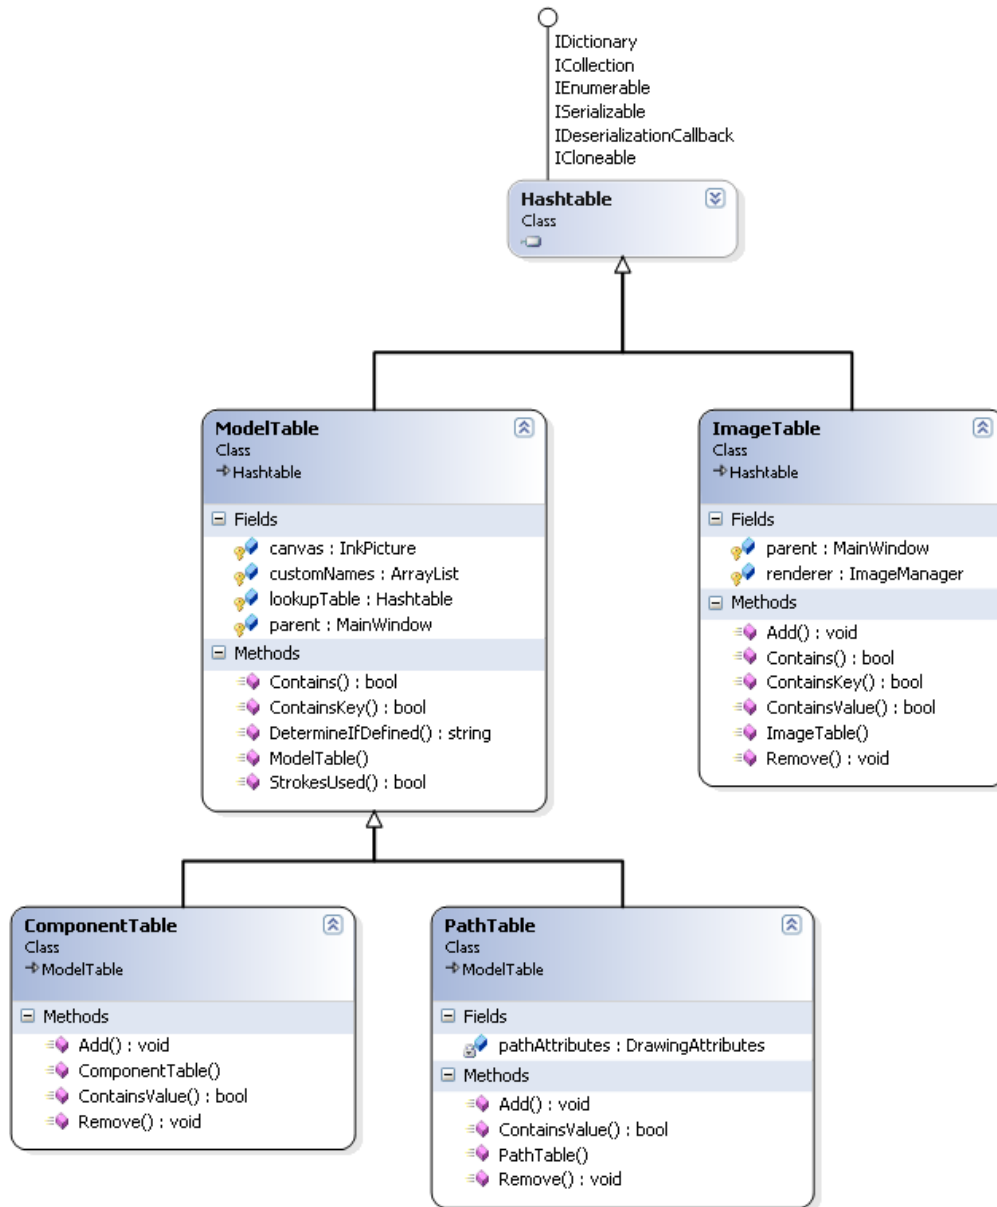 IDictionary
ICollection
IEnumerable
ISerializable
IDeserializationCallback
ICloneable
Hashtable
Class
ModelTable
Class
Hashtable
Fields
canvas : InkPicture
customNames : ArrayList
lookupTable : Hashtable
parent : MainWindow
Methods
Contains() : bool
ContainsKey() : bool
DetermineIfDefined() : string
ModelTable()
StrokesUsed() : bool
ImageTable
Class
Hashtable
Fields
parent : MainWindow
renderer : ImageManager
Methods
Add() : void
Contains() : bool
ContainsKey() : bool
ContainsValue() : bool
ImageTable()
Remove() : void
ComponentTable
Class
ModelTable
Methods
Add() : void
ComponentTable()
ContainsValue() : bool
Remove() : void
PathTable
Class
ModelTable
Fields
pathAttributes : DrawingAttributes
Methods
Add() : void
ContainsValue() : bool
PathTable()
Remove() : void